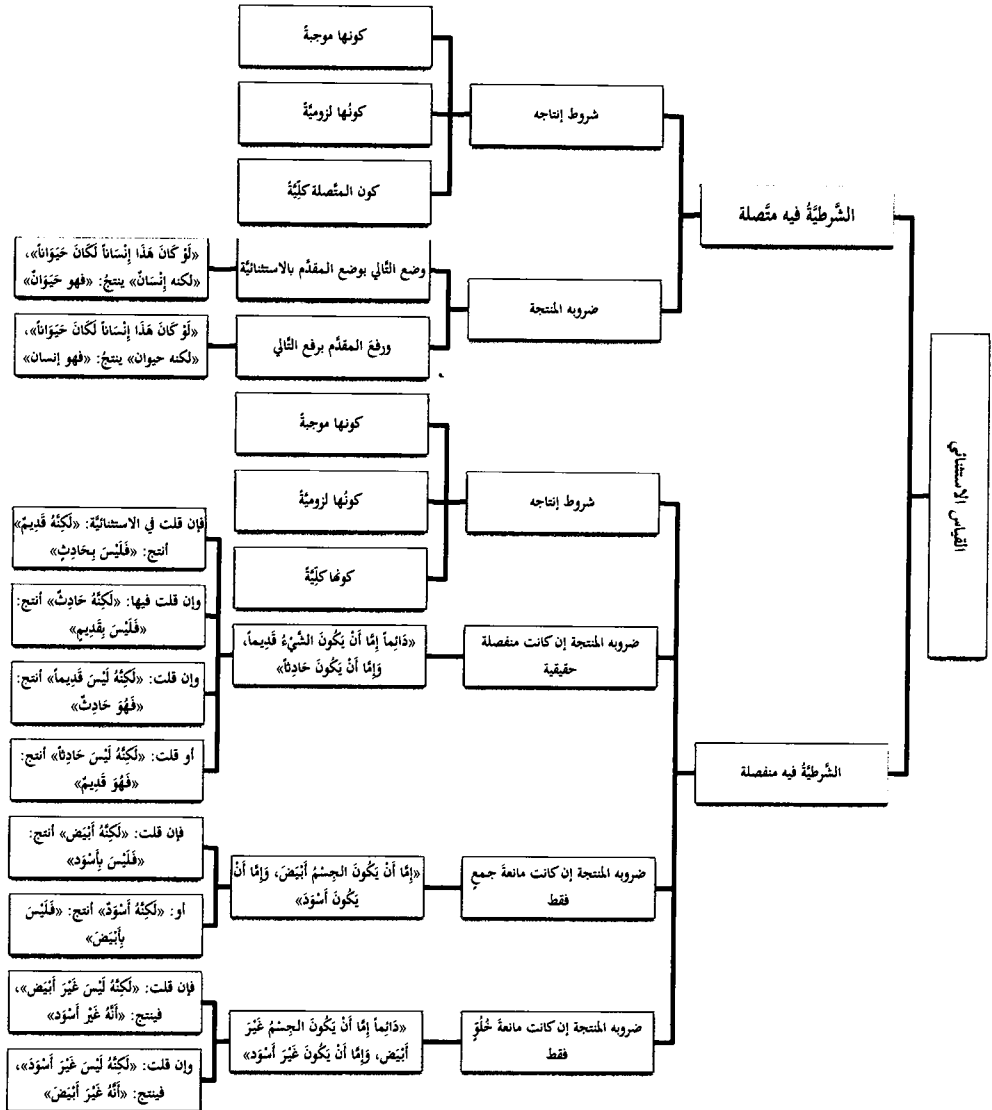 القياس الاستثنائي
الشَّرطيَّةُ فيه متَّصلة
شروط إنتاجه
كونها موجبةً
كونُها لزوميَّةً
كون المتَّصلة كلِّيَّةً
ضروبه المنتجة
وضع التَّالي بوضع المقدَّم بالاستثنائيَّة
«لَوْ كَانَ هَذَا إِنْسَاناً لَكَانَ حَيَوَاناً»،
«لكنه إِنْسَانٌ» ينتجُ: «فهو حَيَوَانٌ»
ورفعَ المقدَّم برفع التَّالي
«لَوْ كَانَ هَذَا إِنْسَاناً لَكَانَ حَيَوَاناً»،
«لكنه حيوان» ينتجُ: «فهو إنسان»
الشَّرطيَّةُ فيه منفصلة
شروط إنتاجه
كونها موجبةً
كونُها لزوميَّةً
كونها كلِّيَّةً
ضروبه المنتجة إن كانت منفصلة
حقيقية
«دَائِماً إِمَّا أَنْ يَكُونَ الشَّيْءُ قَدِيماً،
وَإِمَّا أَنْ يَكُونَ حَادِثاً»
فإن قلت في الاستثنائيَّة: «لَكِنَّهُ قَدِيمٌ»
أنتج: «فَلَيْسَ بِحَادِثٍ»
وإن قلت فيها: «لَكِنَّهُ حَادِثٌ» أنتج:
«فَلَيْسَ بِقَدِيمٍ»
وإن قلت: «لَكِنَّهُ لَيْسَ قَدِيماً» أنتج:
«فَهُوَ حَادِثٌ»
أو قلت: «لَكِنَّهُ لَيْسَ حَادِثاً» أنتج:
«فَهُوَ قَدِيمٌ»
ضروبه المنتجة إن كانت مانعةَ جمعٍ
فقط
«إِمَّا أَنْ يَكُونَ الجِسْمُ أَبْيَضَ، وَإِمَّا أَنْ
يَكُونَ أَسْوَدَ»
فإن قلت: «لَكِنَّهُ أَبْيَض» أنتج:
«فَلَيْسَ بِأَسْوَد»
أو: «لَكِنَّهُ أَسْوَدٌ» أنتج: «فَلَيْسَ
بِأَبْيَضَ»
ضروبه المنتجة إن كانت مانعةَ خُلُوٍّ
فقط
«دَائِماً إِمَّا أَنْ يَكُونَ الجِسْمُ غَيْرَ
أَبْيَضَ، وَإِمَّا أَنْ يَكُونَ غَيْرَ أَسْوَد»
فإن قلت: «لَكِنَّهُ لَيْسَ غَيْرَ أَبْيَض»،
فينتج: «أَنَّهُ غَيْرَ أَسْوَد»
وإن قلت: «لَكِنَّهُ لَيْسَ غَيْرَ أَسْوَدَ»،
فينتج: «أَنَّهُ غَيْرَ أَبْيَضَ»